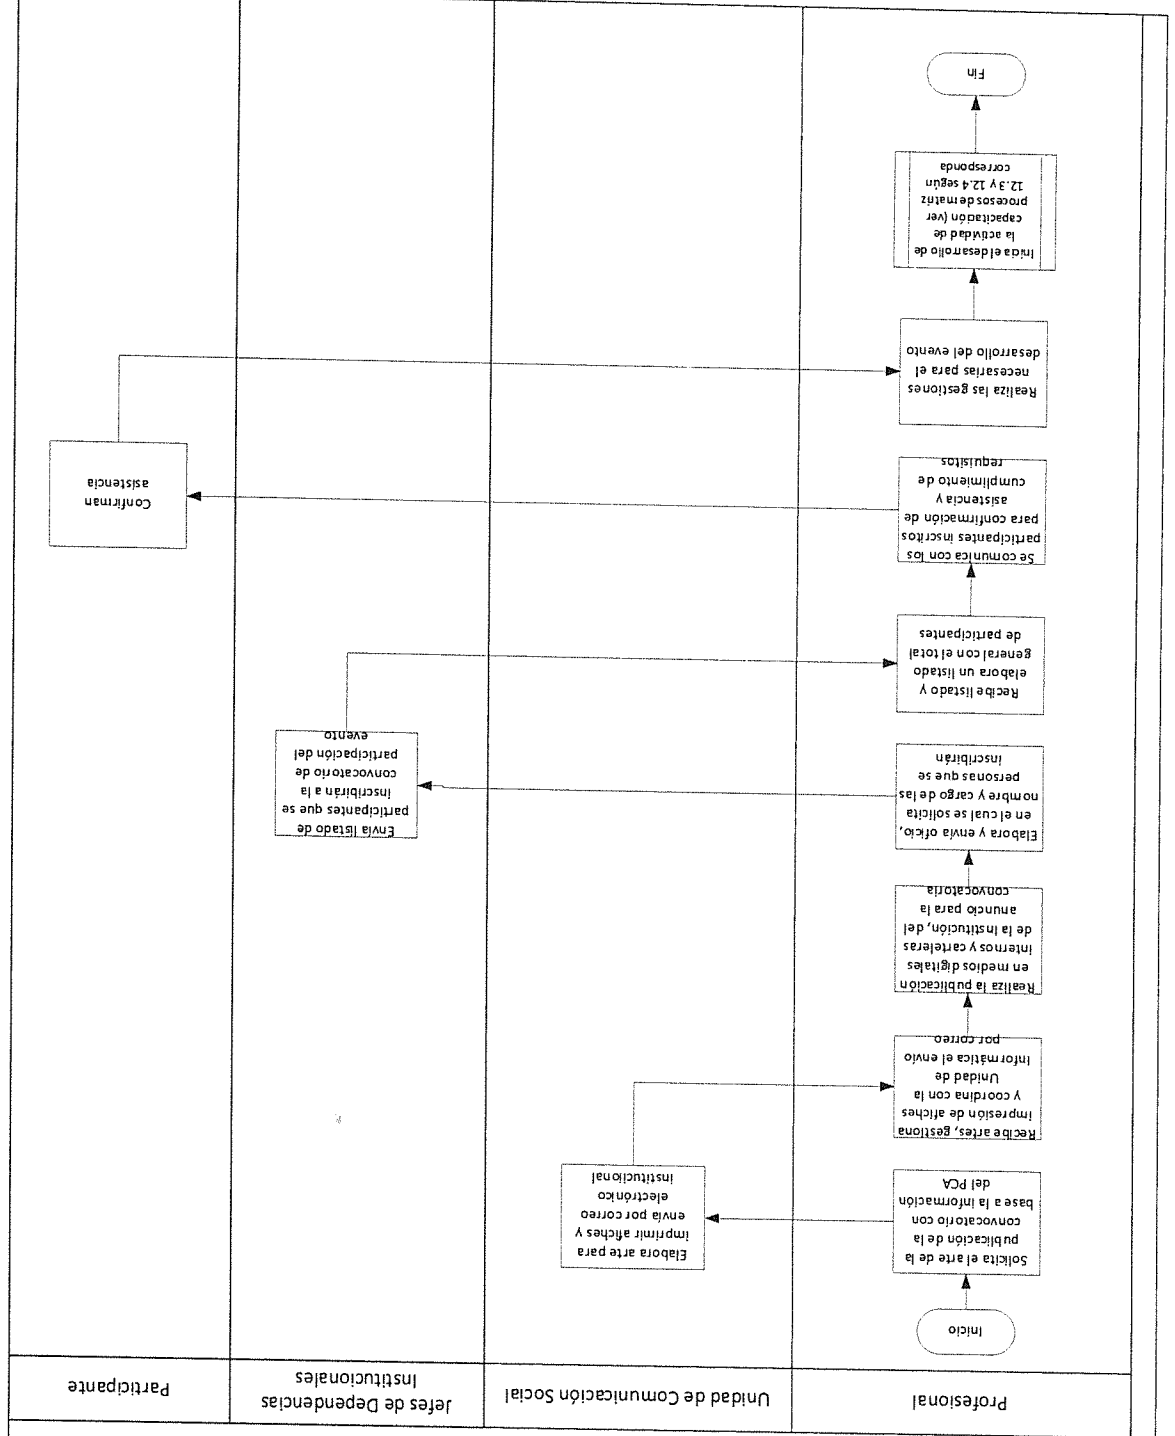 Profesional
Unidad de Comunicación Social
Jefes de Dependencias
Institucionales
Participante
Inicio
Solicita el arte de la
publicación de la
convocatorio con
base a la información
del PCA
Elabora arte para
imprimir afiches y
envía por correo
electrónico
instituciional
Recibe artes, gestiona
impresión de afiches
y coordina con la
Unidad de
Informática el envío
por correo
Realiza la publicación
en medios digitales
internos y carteleras
de la Institución, del
anuncio para la
convocatoria
Elabora y envía oficio,
en el cual se solicita
nombre y cargo de las
personas que se
inscribirán
Envía listado de
participantes que se
inscribirán a la
convocatorio de
participación del
evento
Recibe listado y
elabora un listado
general con el total
de participantes
Se comunica con los
participantes inscritos
para confirmación de
asistencia y
cumplimiento de
requisitos
Confirman
asistencia
Realiza las gestiones
necesarias para el
desarrollo del evento
Inicia el desarrollo de
la actividad de
capacitación (ver
procesos de matriz
12.3 y 12.4 según
corresponda
Fin